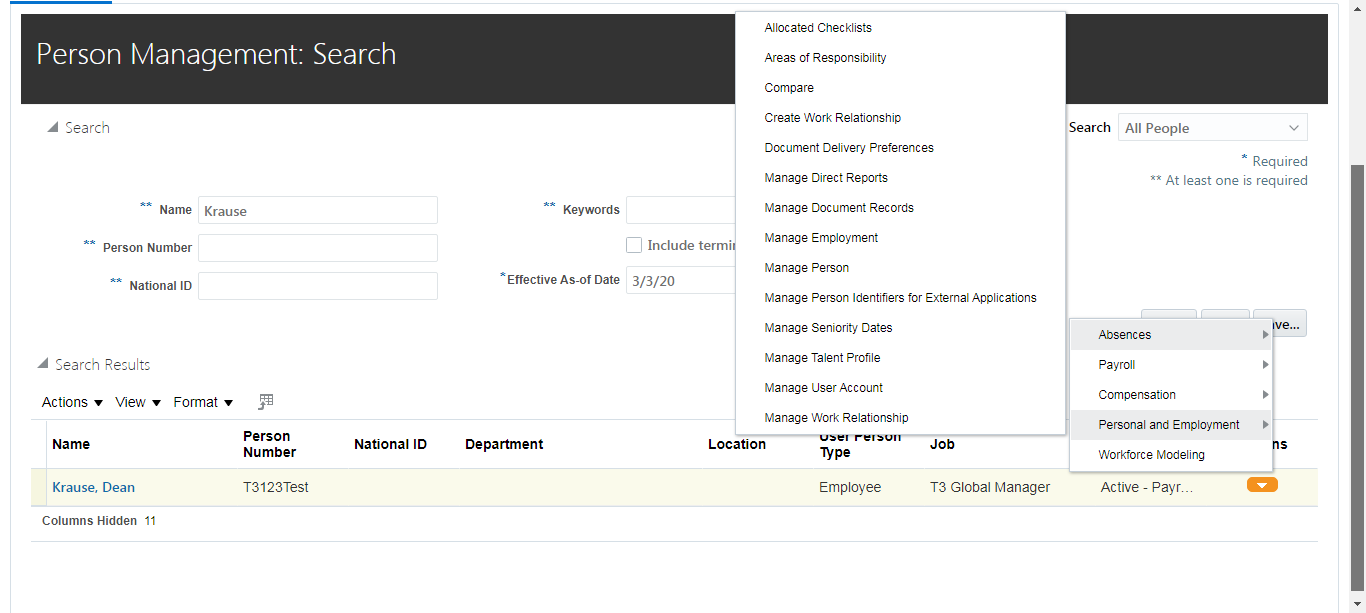 Person Management: Search
Search
Search All People
* Required
** At least one is required
** Name Krause
** Keywords
** Person Number
Include termin
** National ID
*Effective As-of Date 3/3/20
Allocated Checklists
Areas of Responsibility
Compare
Create Work Relationship
Document Delivery Preferences
Manage Direct Reports
Manage Document Records
Manage Employment
Manage Person
Manage Person Identifiers for External Applications
Manage Seniority Dates
Manage Talent Profile
Manage User Account
Manage Work Relationship
Absences
Payroll
Compensation
Personal and Employment
Workforce Modeling
Search Results
Actions View Format
Name Person Number National ID Department Location User Person Type Job
Krause, Dean T3123Test Employee T3 Global Manager Active - Payr…
Columns Hidden 11